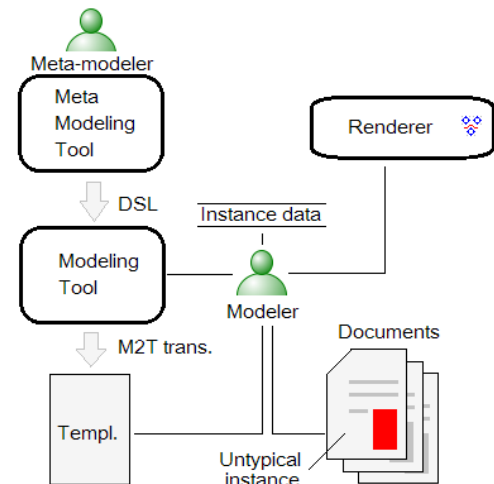 Meta-modeler
Meta
Modeling
Tool
Renderer
DSL
Instance data
Modeling
Tool
Modeler
Documents
M2T trans.
Templ.
Untypical
instance